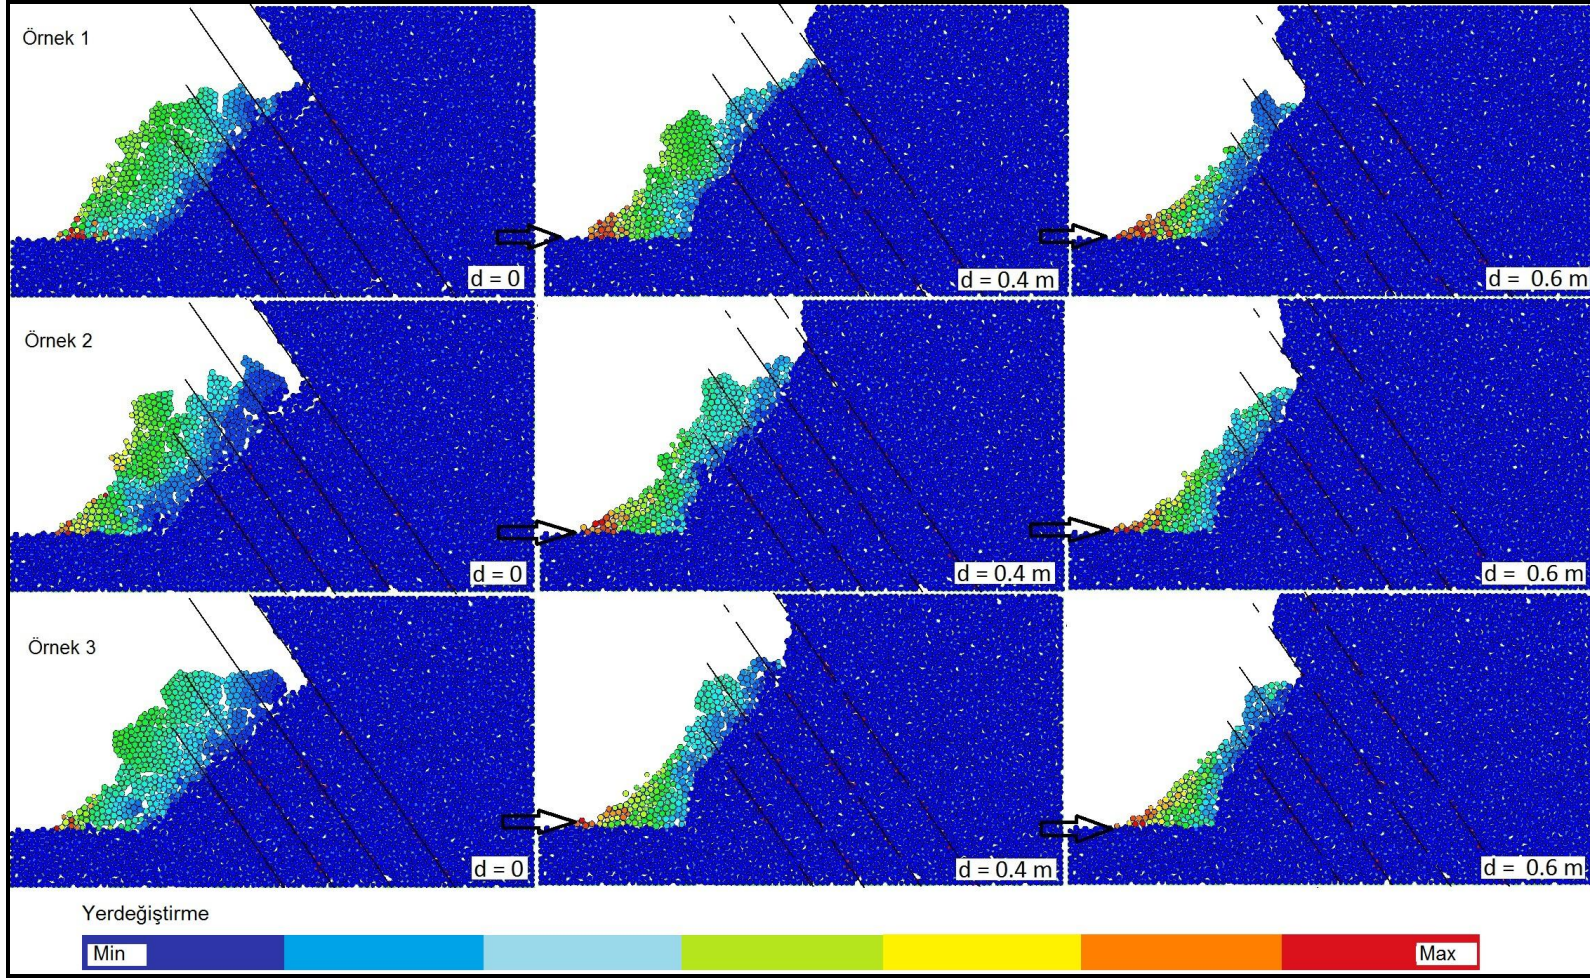 Örnek 1
d = 0
d = 0.4 m
d = 0.6 m
Örnek 2
d = 0
d = 0.4 m
d = 0.6 m
Örnek 3
d = 0
d = 0.4 m
d = 0.6 m
Yerdeğiştirme
Min
Max